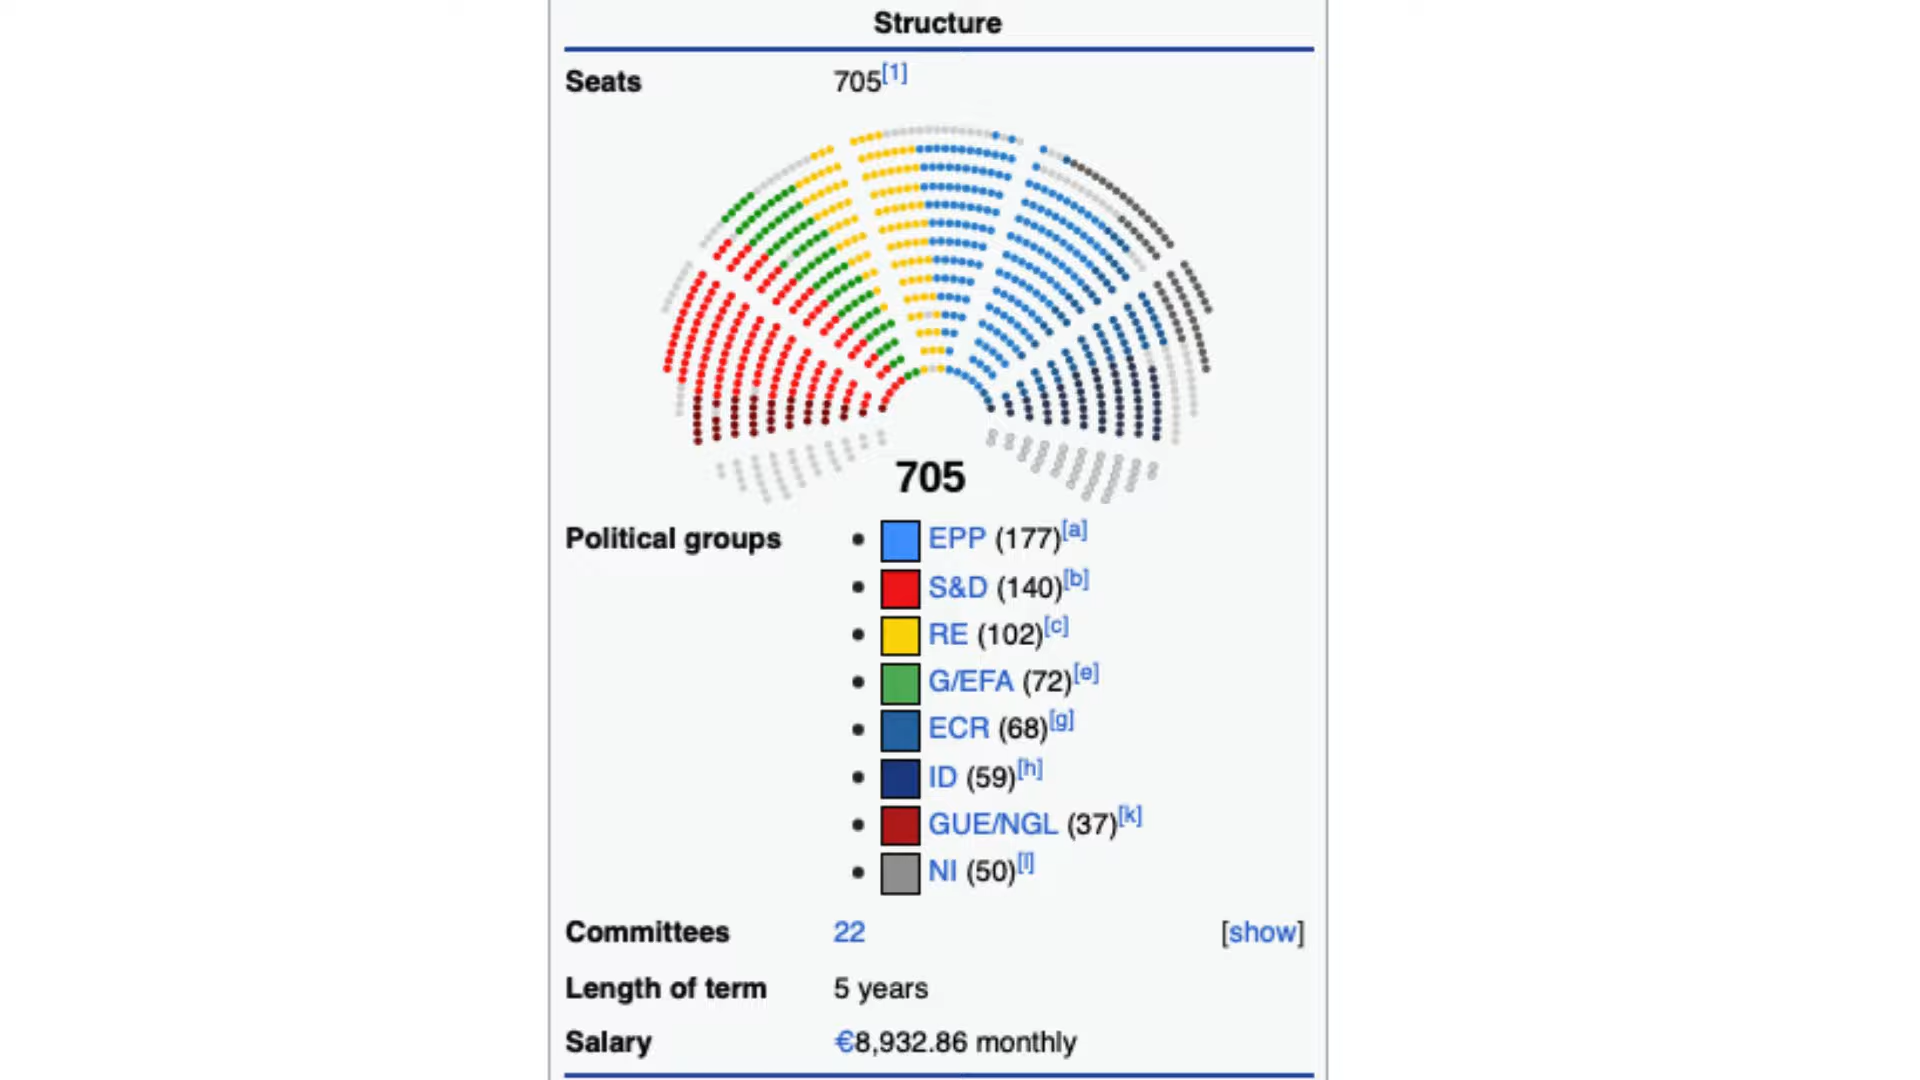 Structure
Seats 705[1]
705
Political groups
• EPP (177)[a]
• S&D (140)[b]
• RE (102)[c]
• G/EFA (72)[e]
• ECR (68)[g]
• ID (59)[h]
• GUE/NGL (37)[k]
• NI (50)[l]
Committees 22 [show]
Length of term 5 years
Salary €8,932.86 monthly